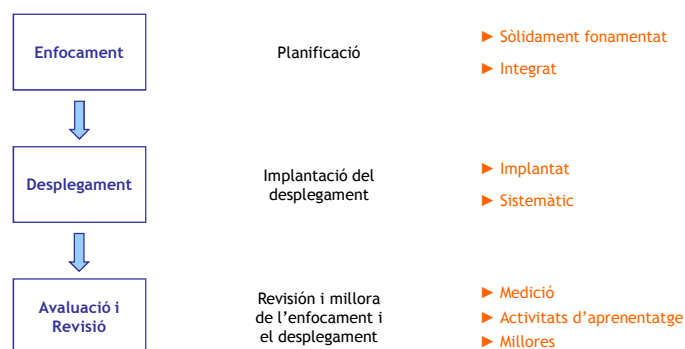 Enfocament
Planificació
► Sòlidament fonamentat
► Integrat
Desplegament
Implantació del
desplegament
► Implantat
► Sistemàtic
Avaluació i
Revisió
Revisión i millora
de l’enfocament i
el desplegament
► Medició
► Activitats d’aprenentatge
► Millores